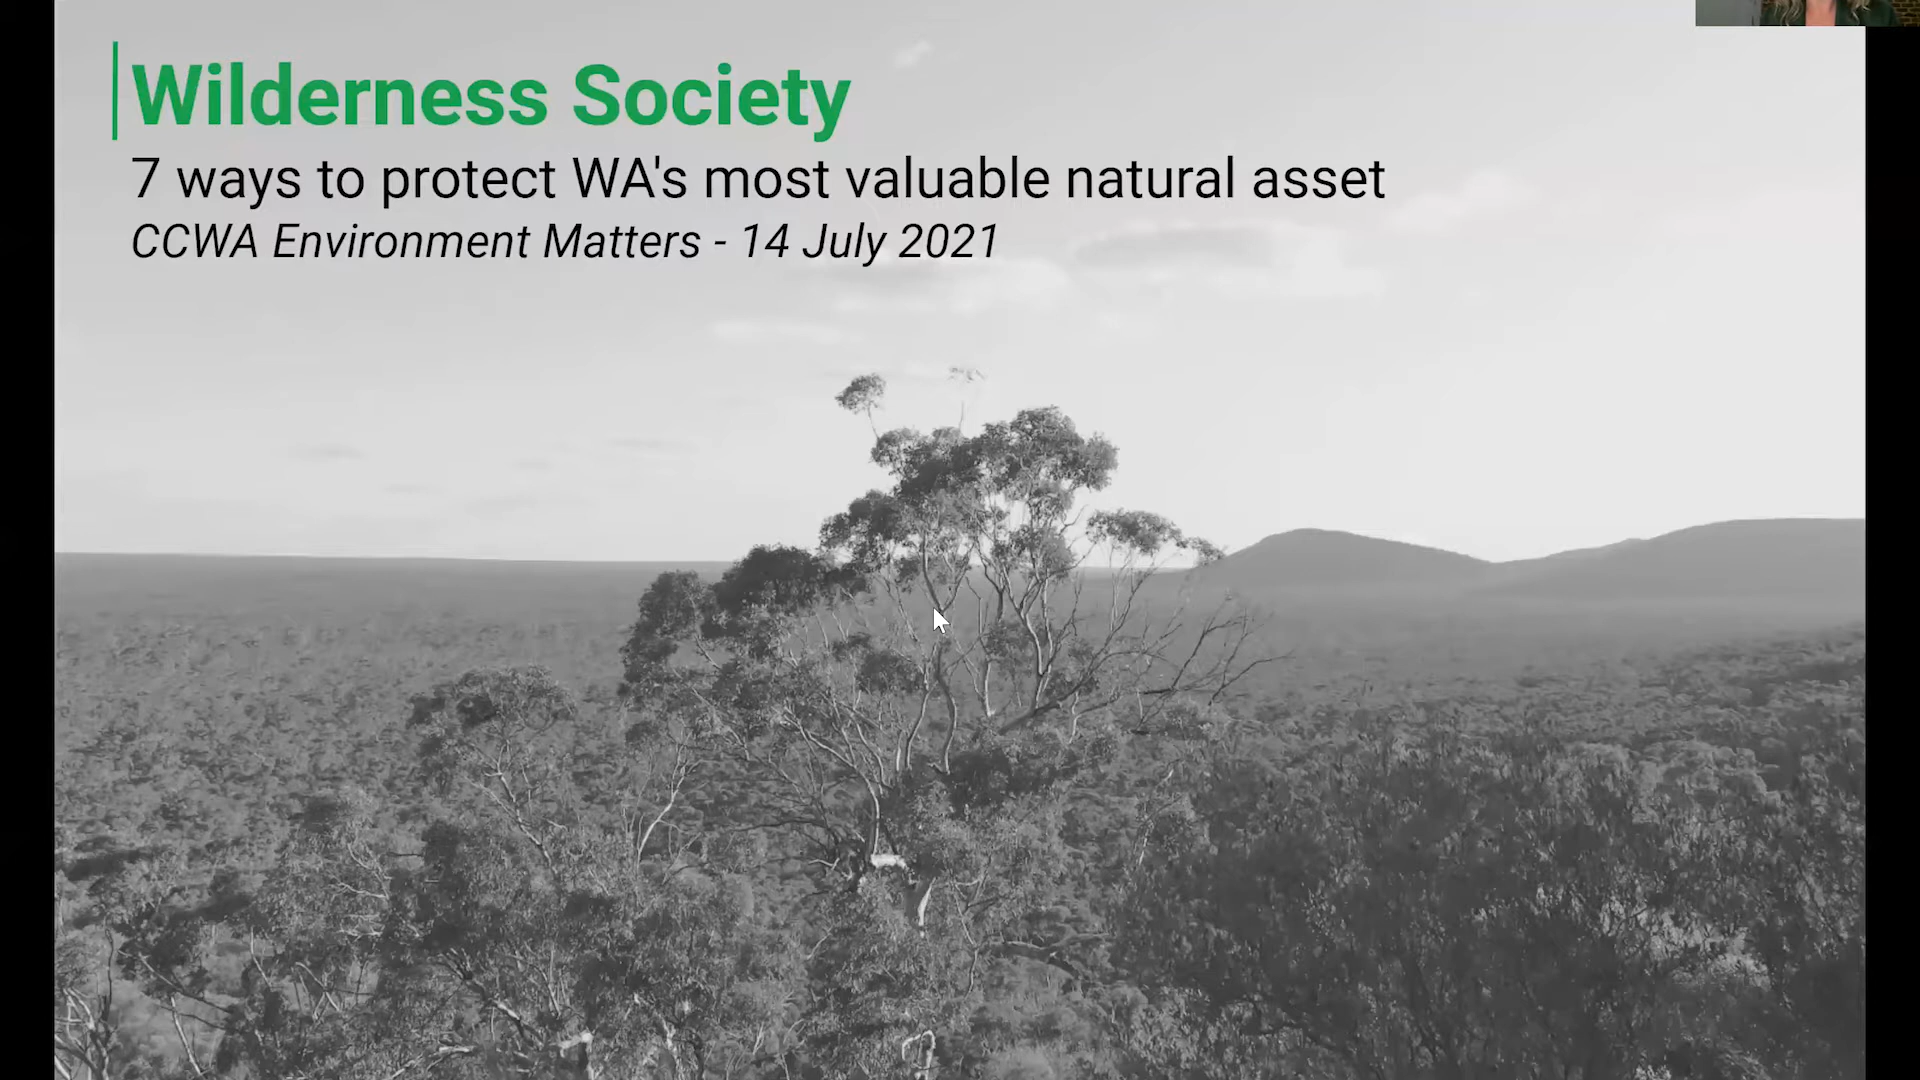 Wilderness Society
7 ways to protect WA's most valuable natural asset
CCWA Environment Matters - 14 July 2021